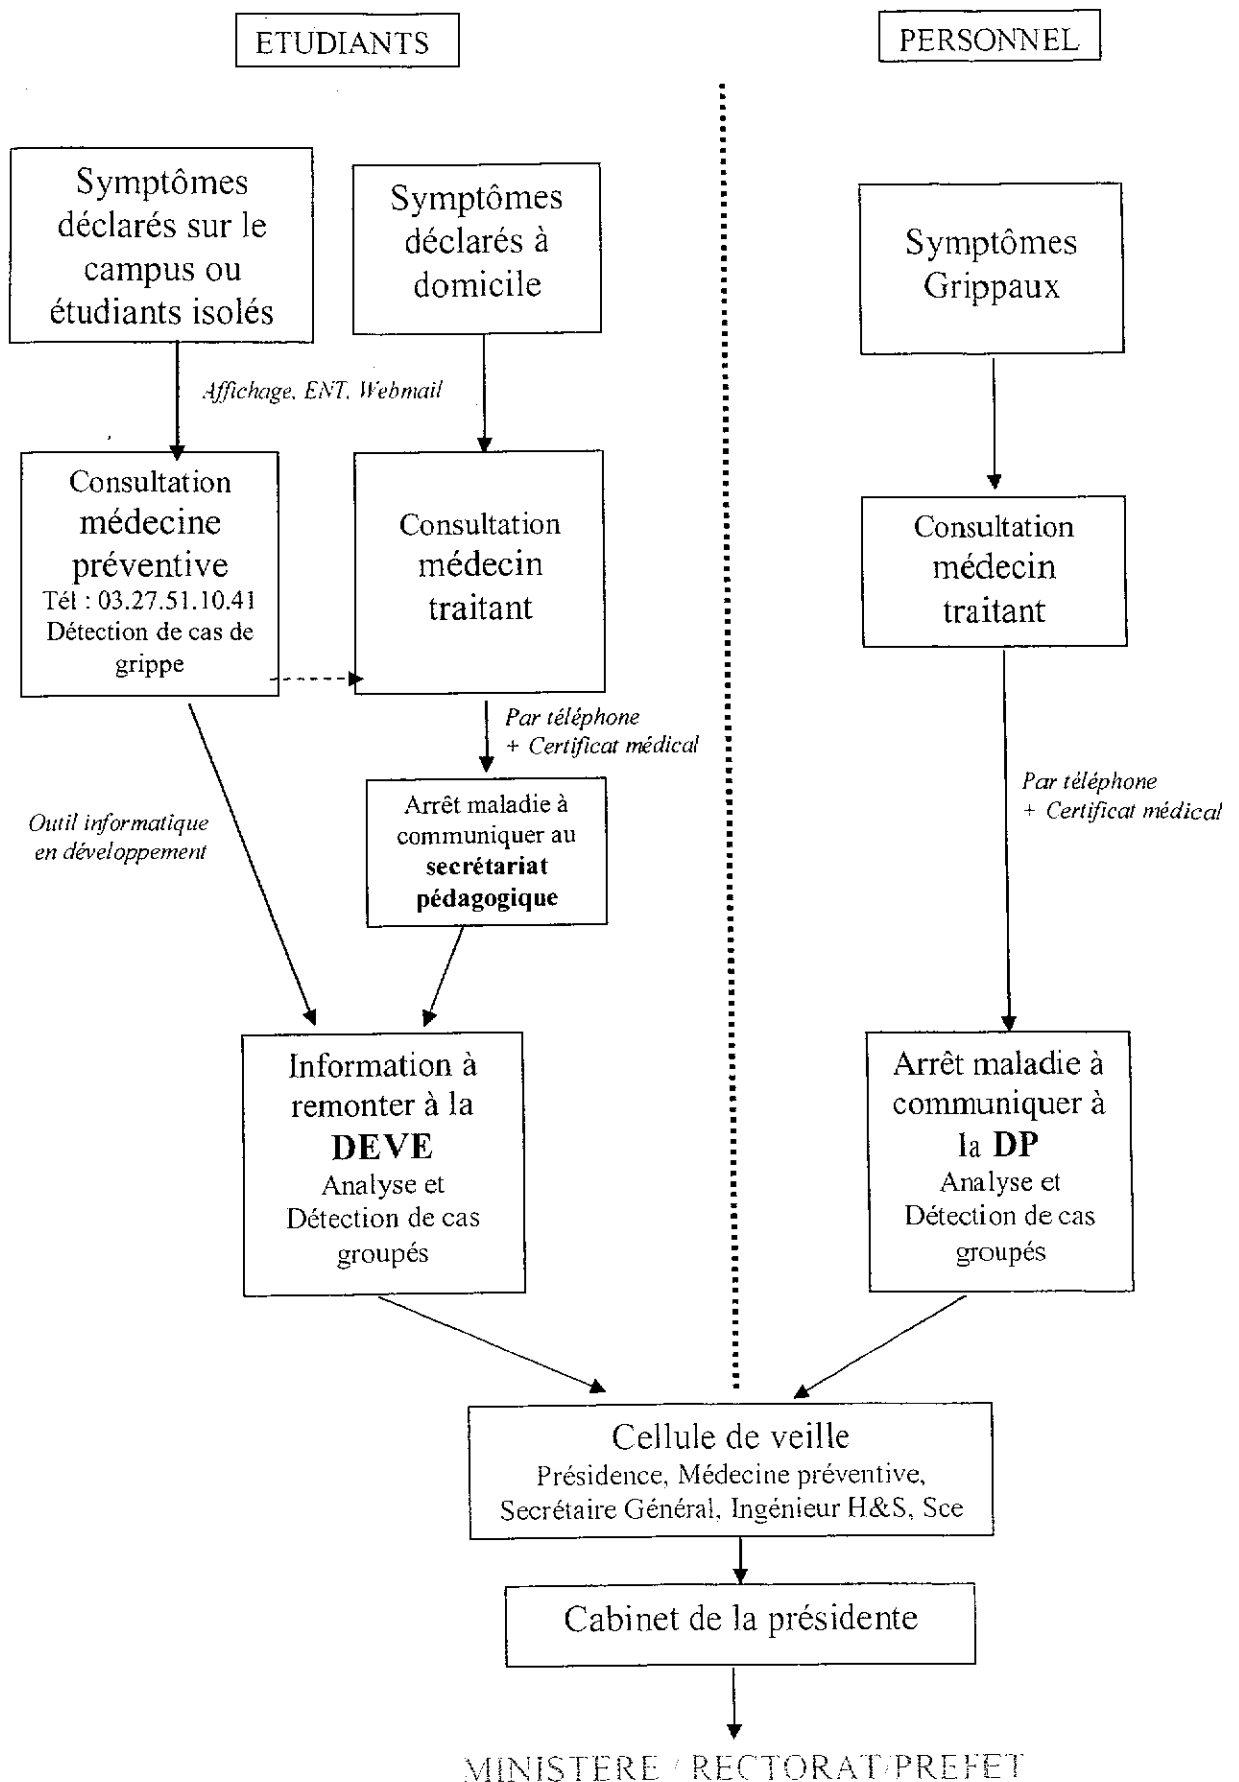 ETUDIANTS
PERSONNEL
Symptômes
déclarés sur le
campus ou
étudiants isolés
Symptômes
déclarés à
domicile
Symptômes
Grippaux
Affichage, ENT, Webmail
Consultation
médecine
préventive
Tél : 03.27.51.10.41
Détection de cas de
grippe
Consultation
médecin
traitant
Consultation
médecin
traitant
Par téléphone
+ Certificat médical
Outil informatique
en développement
Arrêt maladie à
communiquer au
secrétariat
pédagogique
Par téléphone
+ Certificat médical
Information à
remonter à la
DEVE
Analyse et
Détection de cas
groupés
Arrêt maladie à
communiquer à
la DP
Analyse et
Détection de cas
groupés
Cellule de veille
Présidence, Médecine préventive,
Secrétaire Général, Ingénieur H&S, Sce
Cabinet de la présidente
MINISTERE / RECTORAT/PREFET